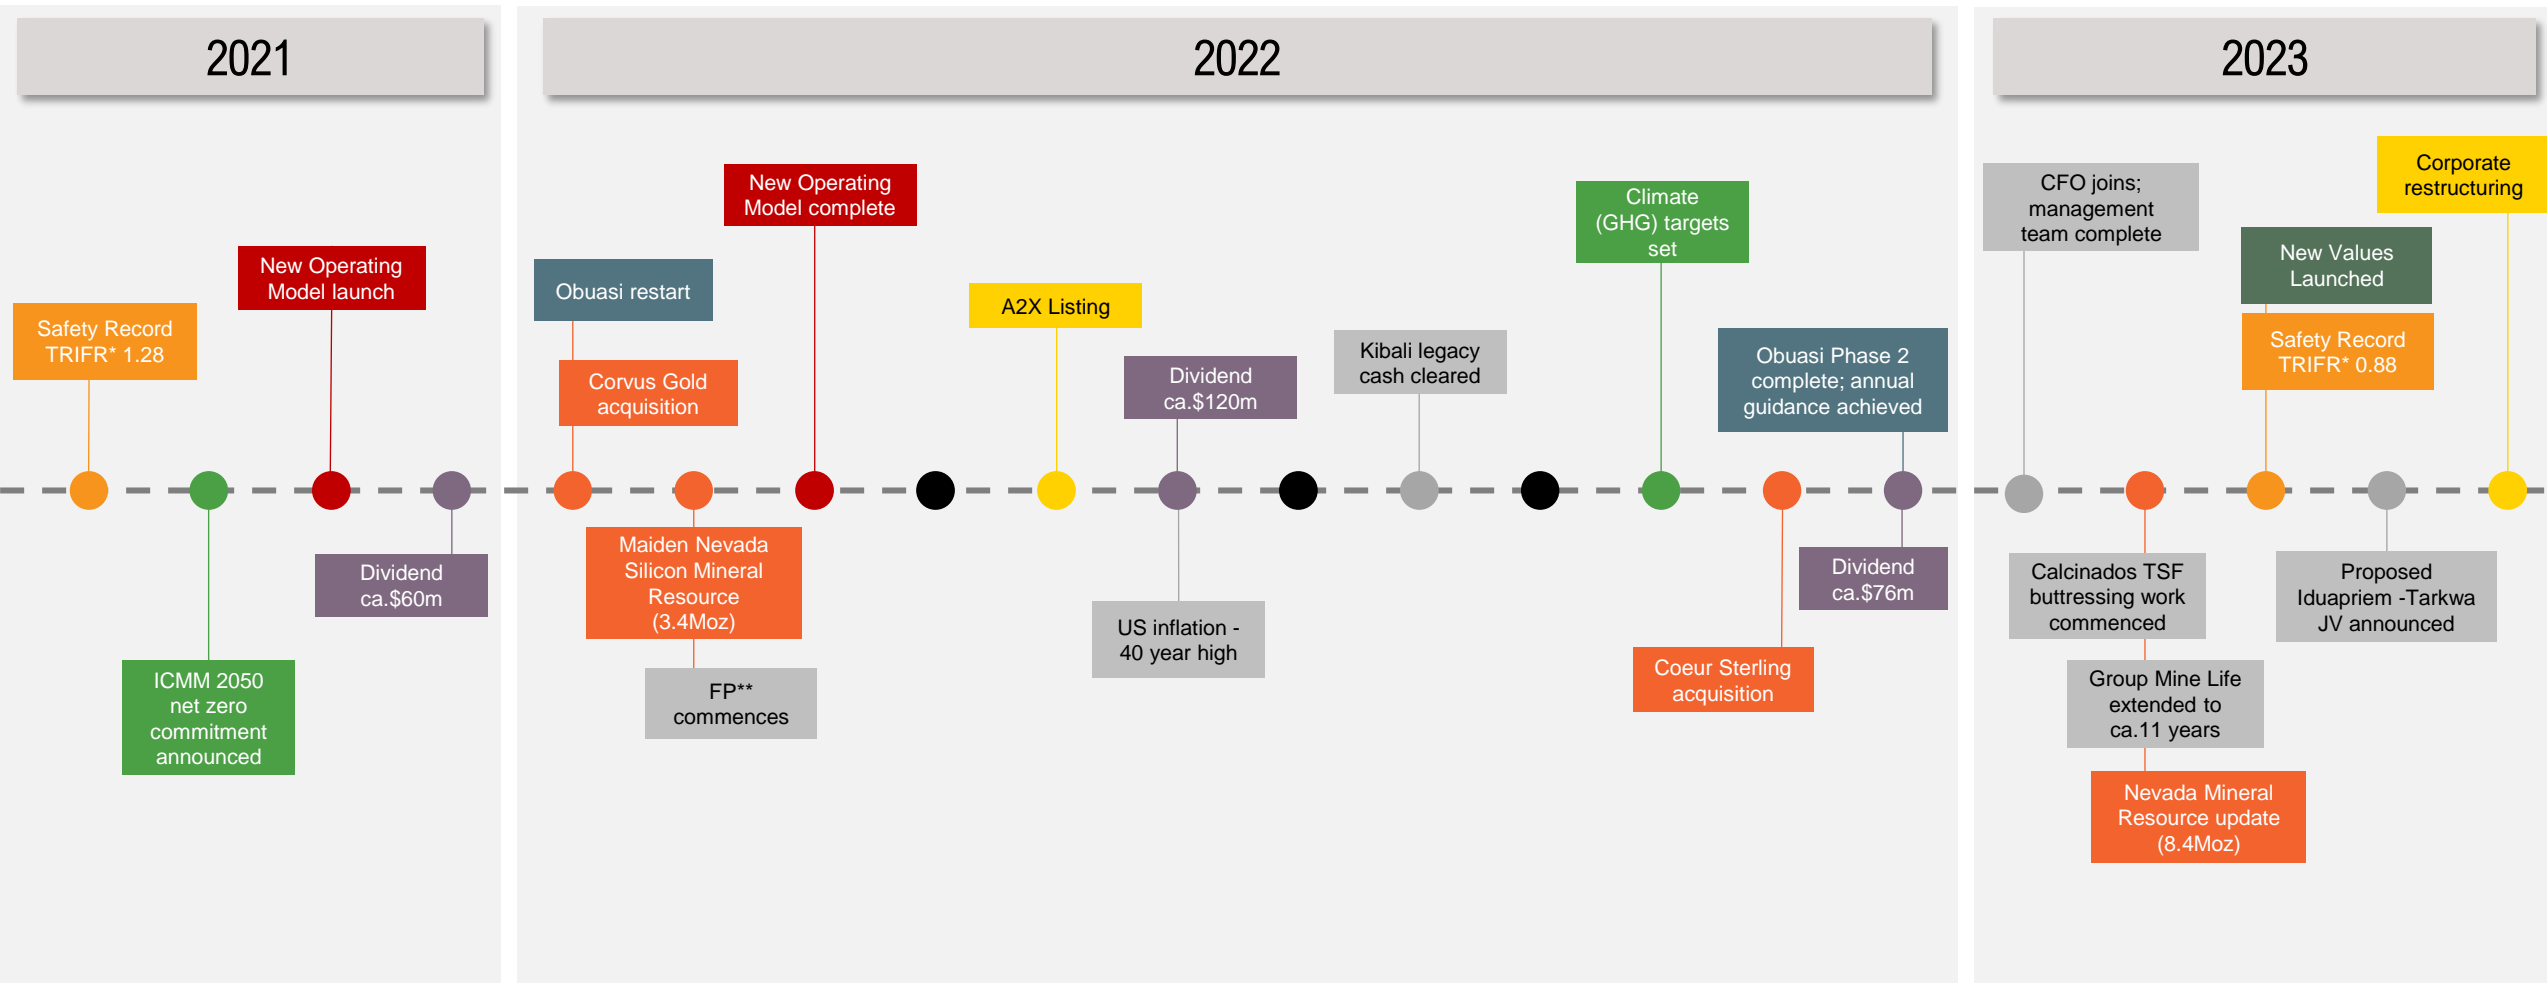 2021
2022
2023
Safety Record
TRIFR* 1.28
ICMM 2050
net zero
commitment
announced
New Operating
Model launch
Dividend
ca.$60m
Obuasi restart
Corvus Gold
acquisition
Maiden Nevada
Silicon Mineral
Resource
(3.4Moz)
FP**
commences
New Operating
Model complete
A2X Listing
Dividend
ca.$120m
US inflation -
40 year high
Kibali legacy
cash cleared
Climate
(GHG) targets
set
Coeur Sterling
acquisition
Obuasi Phase 2
complete; annual
guidance achieved
Dividend
ca.$76m
CFO joins;
management
team complete
Calcinados TSF
buttressing work
commenced
Group Mine Life
extended to
ca.11 years
Nevada Mineral
Resource update
(8.4Moz)
New Values
Launched
Safety Record
TRIFR* 0.88
Proposed
Iduapriem -Tarkwa
JV announced
Corporate
restructuring